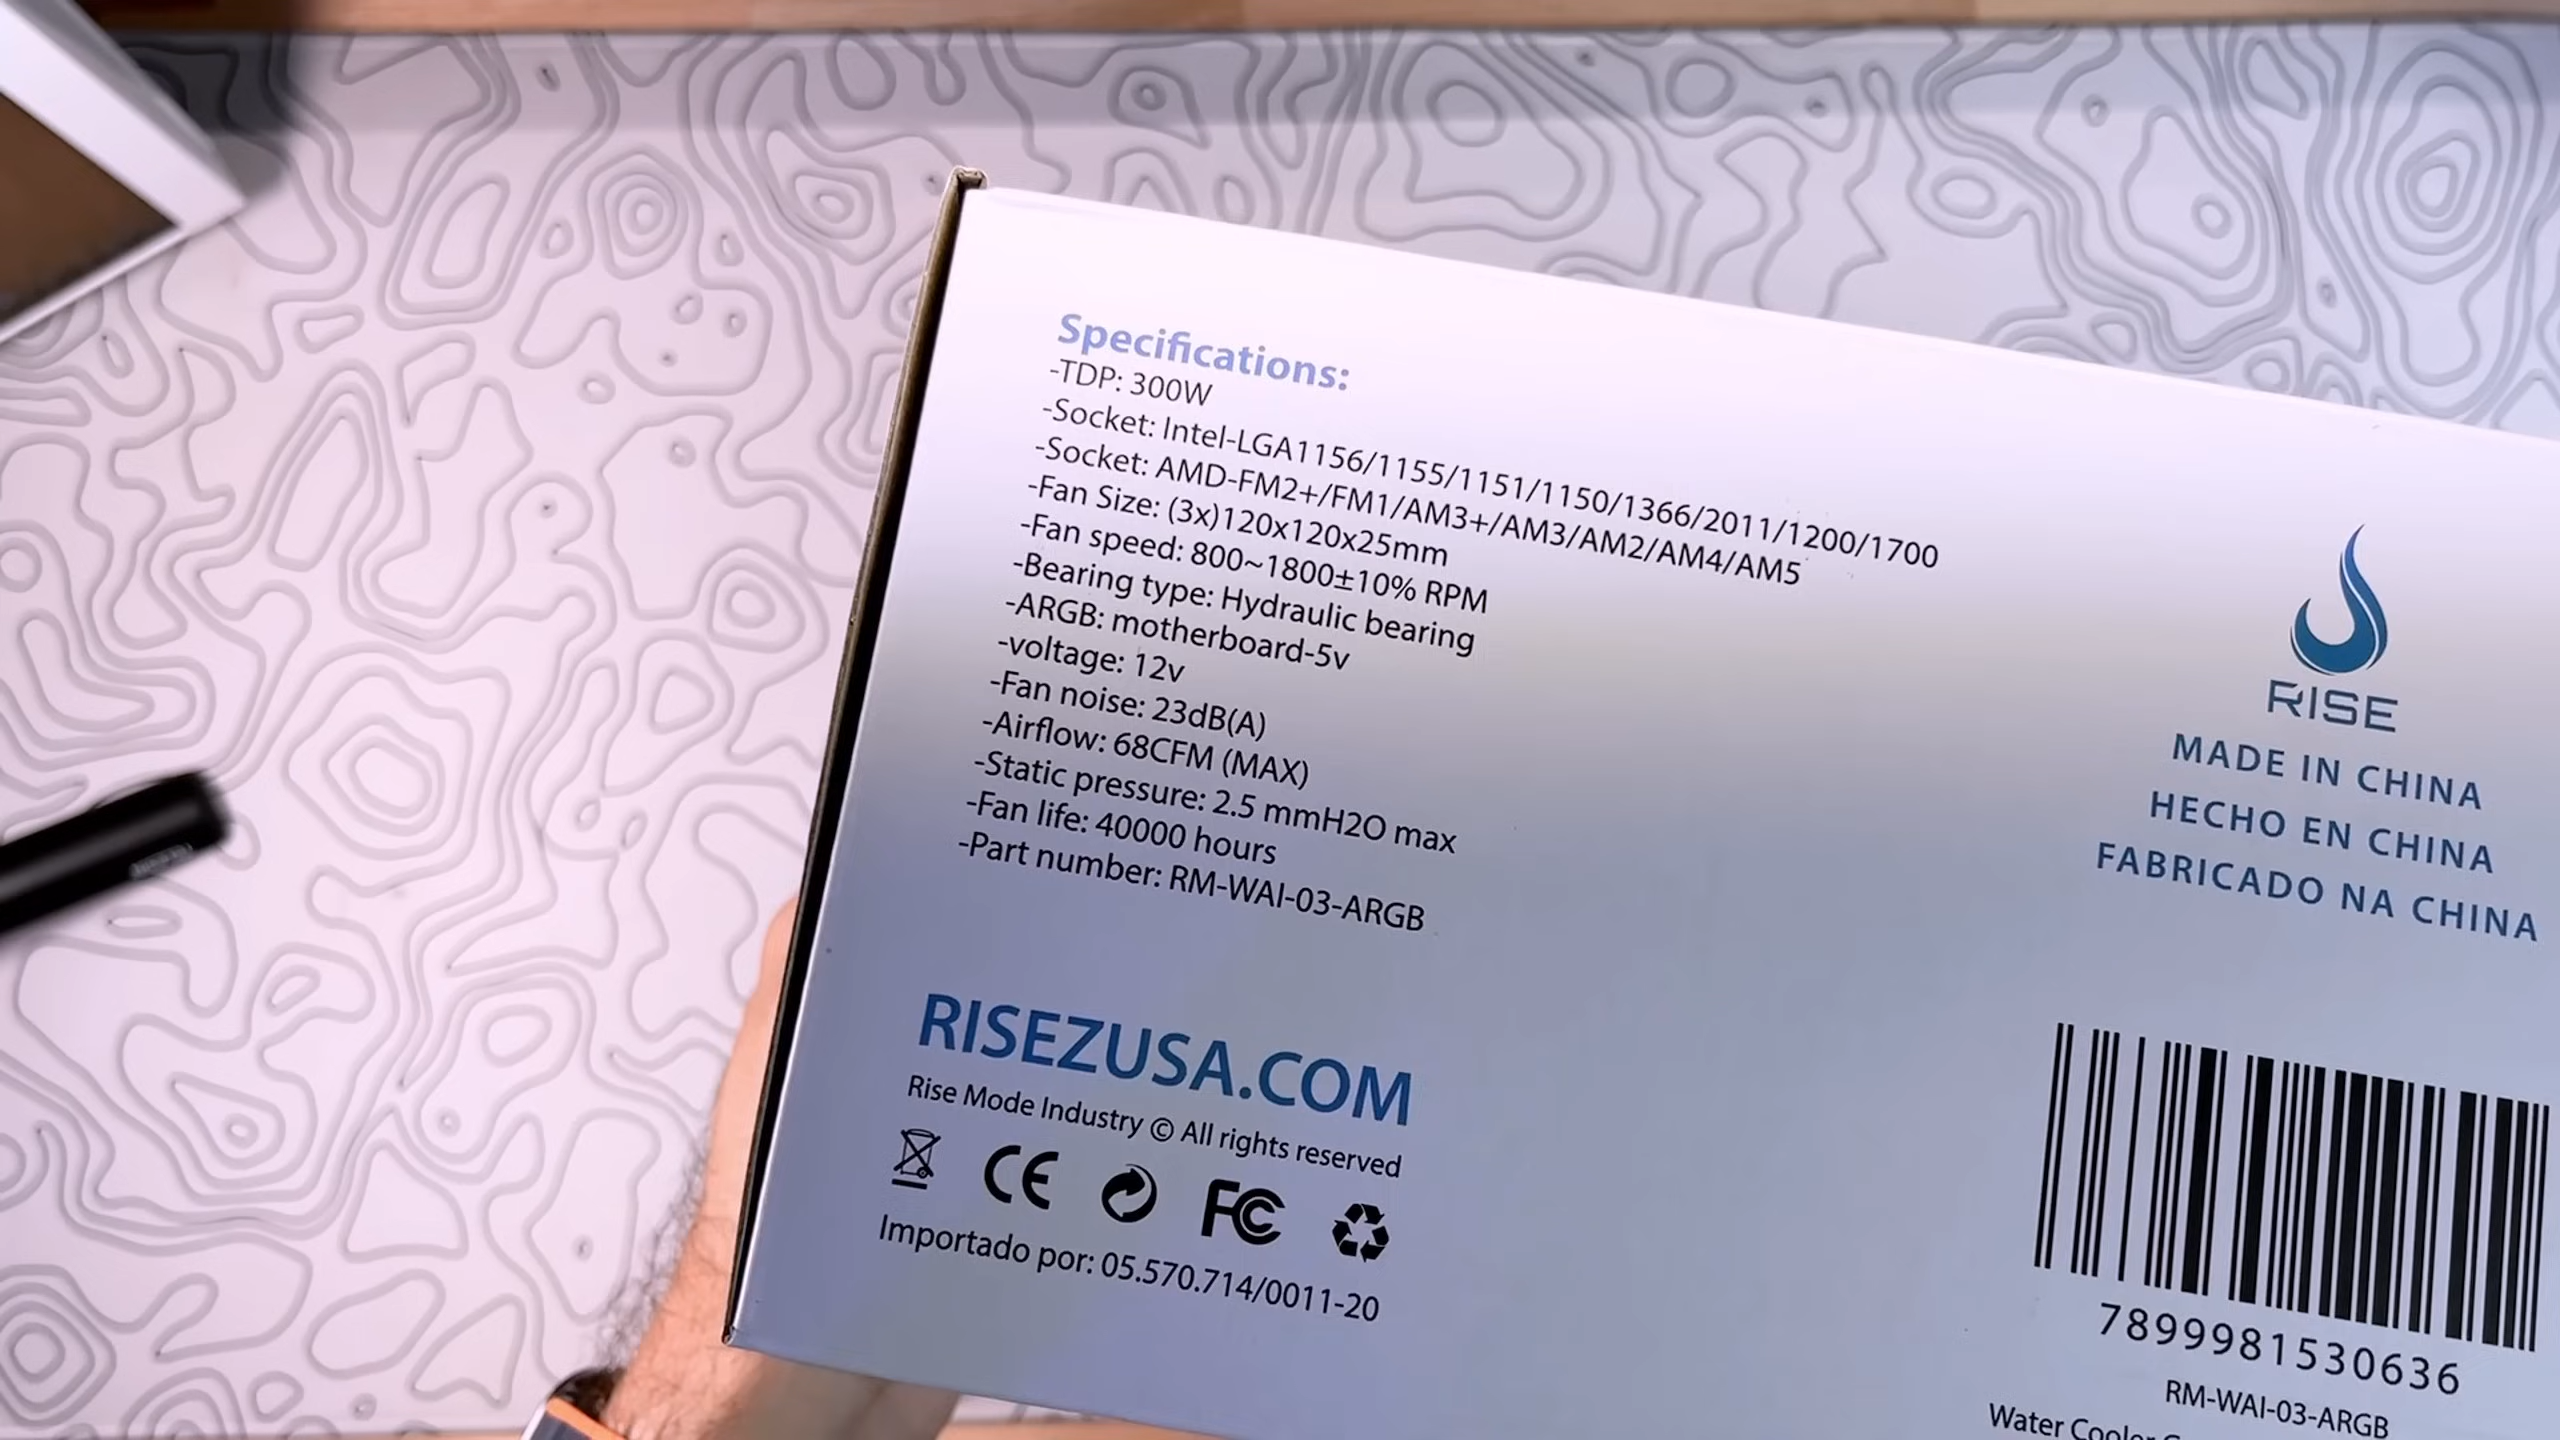 Specifications:
-TDP: 300W
-Socket: Intel-LGA1156/1155/1151/1150/1366/2011/1200/1700
-Socket: AMD-FM2+/FM1/AM3+/AM3/AM2/AM4/AM5
-Fan Size: (3x)120x120x25mm
-Fan speed: 800~1800±10% RPM
-Bearing type: Hydraulic bearing
-ARGB: motherboard-5v
-voltage: 12v
-Fan noise: 23dB(A)
-Airflow: 68CFM (MAX)
-Static pressure: 2.5 mmH2O max
-Fan life: 40000 hours
-Part number: RM-WAI-03-ARGB
RISEZUSA.COM
Rise Mode Industry © All rights reserved
CE
FC
Importado por: 05.570.714/0011-20
RISE
MADE IN CHINA
HECHO EN CHINA
FABRICADO NA CHINA
7899981530636
RM-WAI-03-ARGB
Water Cooler